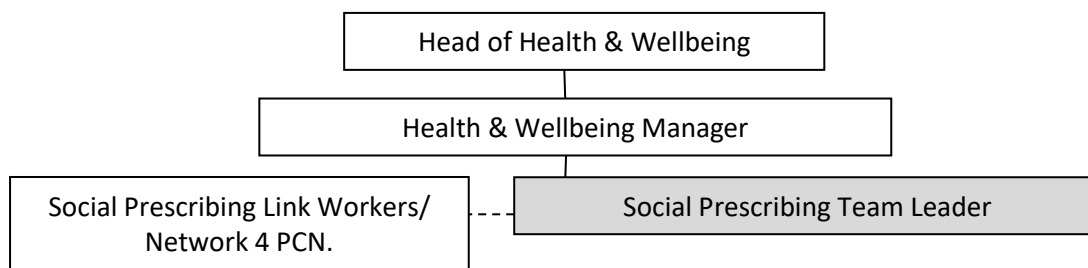 Head of Health & Wellbeing
Health & Wellbeing Manager
Social Prescribing Link Workers/
Network 4 PCN.
Social Prescribing Team Leader